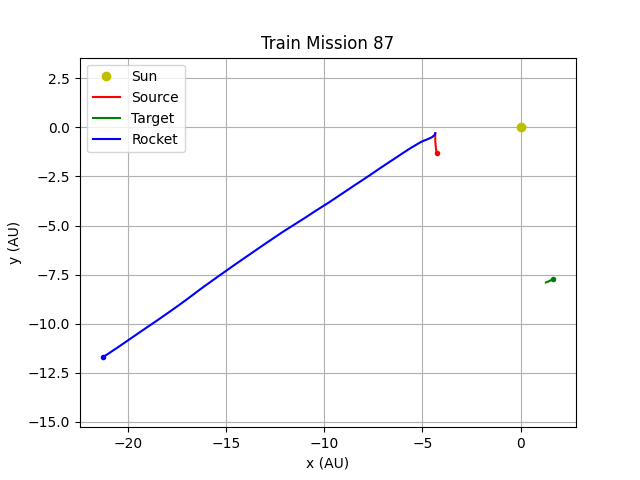 Train Mission 87
Sun
Source
Target
Rocket
2.5
0.0
−2.5
−5.0
−7.5
−10.0
−12.5
−15.0
y (AU)
−20
−15
−10
−5
0
x (AU)